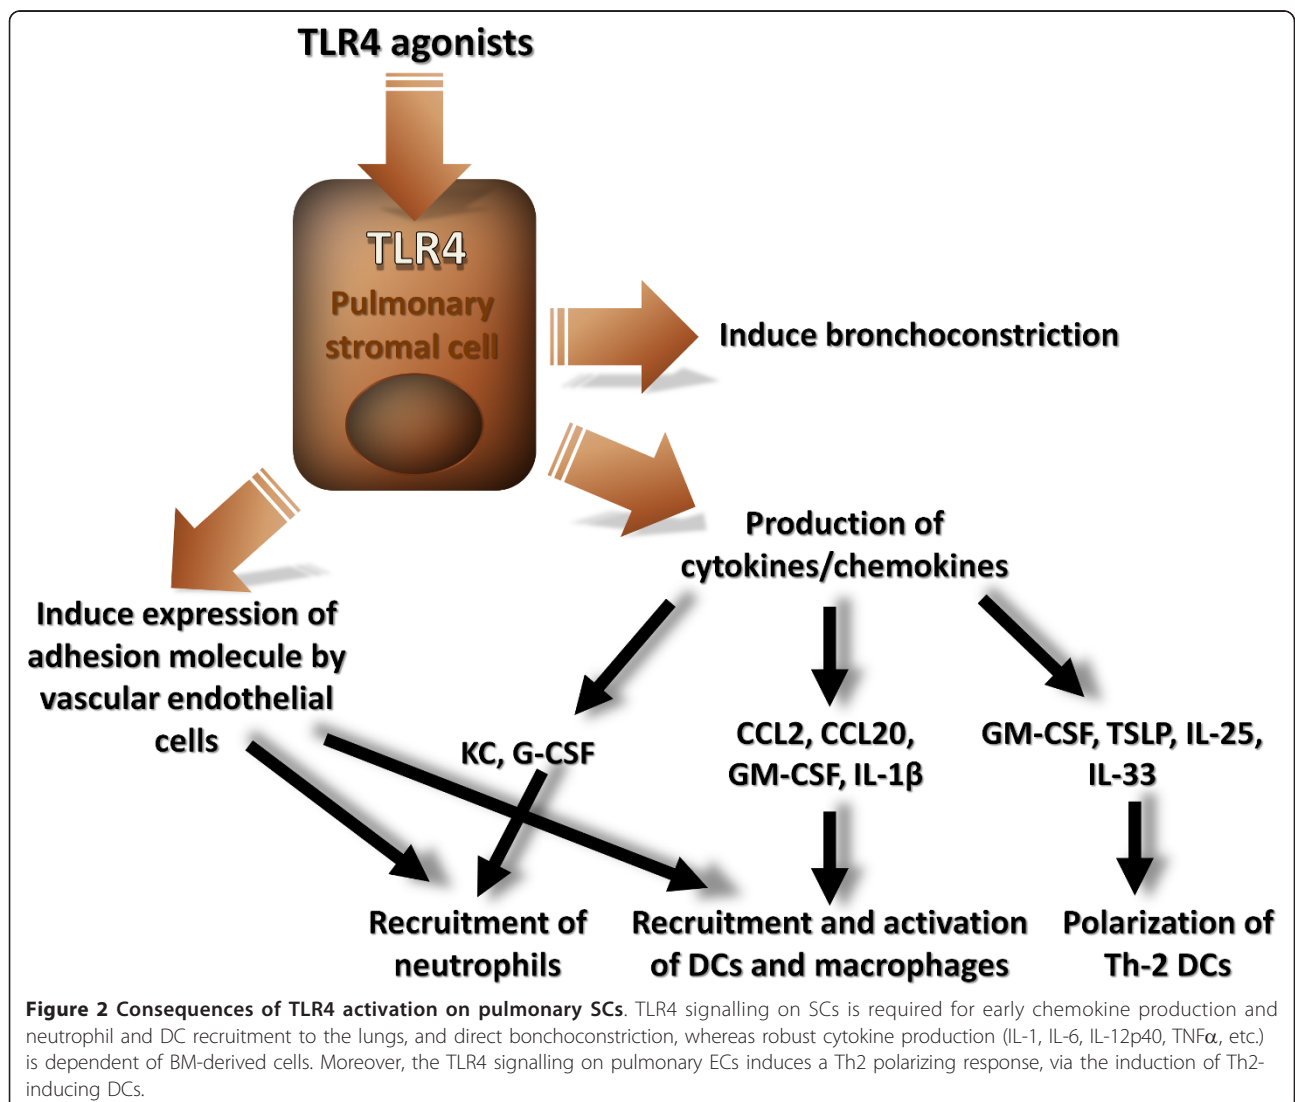 TLR4 agonists
TLR4
Pulmonary
stromal cell
Induce bronchoconstriction
Production of
cytokines/chemokines
Induce expression of
adhesion molecule by
vascular endothelial
cells
KC, G-CSF
CCL2, CCL20,
GM-CSF, IL-1β
GM-CSF, TSLP, IL-25,
IL-33
Recruitment of
neutrophils
Recruitment and activation
of DCs and macrophages
Polarization of
Th-2 DCs
Figure 2 Consequences of TLR4 activation on pulmonary SCs. TLR4 signalling on SCs is required for early chemokine production and
neutrophil and DC recruitment to the lungs, and direct bonchoconstriction, whereas robust cytokine production (IL-1, IL-6, IL-12p40, TNFα, etc.)
is dependent of BM-derived cells. Moreover, the TLR4 signalling on pulmonary ECs induces a Th2 polarizing response, via the induction of Th2-
inducing DCs.